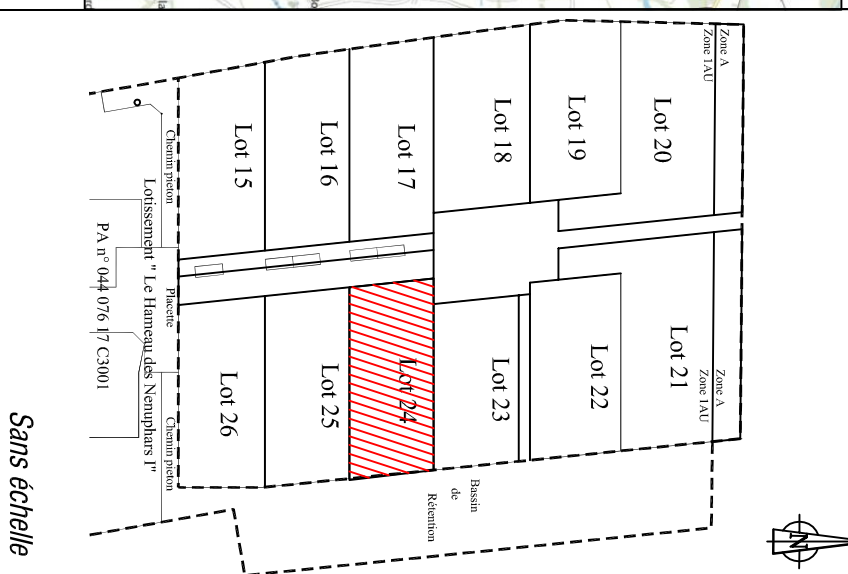 Zone A
Zone 1AU
Lot 20
Lot 19
Lot 18
Lot 17
Lot 16
Lot 15
Zone A
Zone 1AU
Lot 21
Lot 22
Lot 23
Lot 24
Lot 25
Lot 26
Bassin
de
Rétention
Chemin pieton
Placette
Chemin pieton
Lotissement " Le Hameau des Nenuphars I"
PA n° 044 076 17 C3001
Sans échelle
N